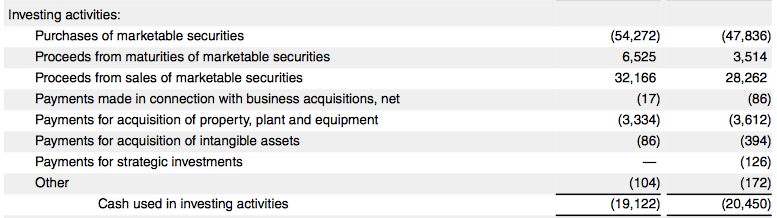 Investing activities:
Purchases of marketable securities (54,272) (47,836)
Proceeds from maturities of marketable securities 6,525 3,514
Proceeds from sales of marketable securities 32,166 28,262
Payments made in connection with business acquisitions, net (17) (86)
Payments for acquisition of property, plant and equipment (3,334) (3,612)
Payments for acquisition of intangible assets (86) (394)
Payments for strategic investments — (126)
Other (104) (172)
Cash used in investing activities (19,122) (20,450)